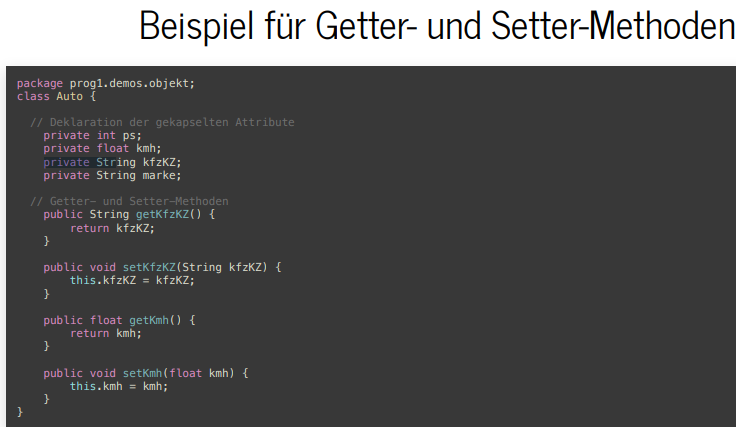 Beispiel für Getter- und Setter-Methoden
package prog1.demos.objekt;
class Auto {
// Deklaration der gekapselten Attribute
private int ps;
private float kmh;
private String kfzKZ;
private String marke;
// Getter- und Setter-Methoden
public String getKfzKZ() {
return kfzKZ;
}
public void setKfzKZ(String kfzKZ) {
this.kfzKZ = kfzKZ;
}
public float getKmh() {
return kmh;
}
public void setKmh(float kmh) {
this.kmh = kmh;
}
}